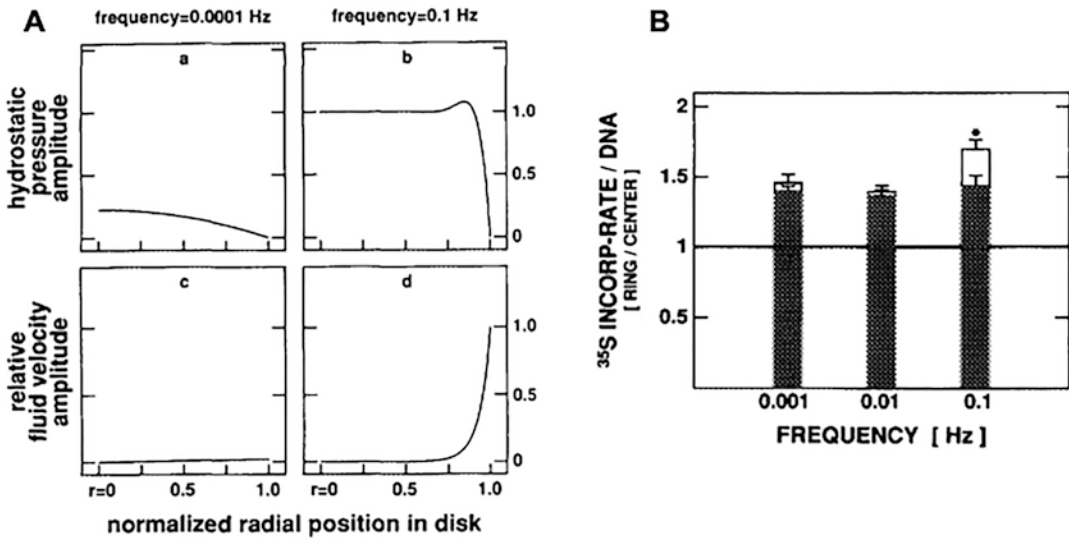 A
frequency=0.0001 Hz
frequency=0.1 Hz
hydrostatic
pressure
amplitude
a
b
1.0
0.5
0
relative
fluid velocity
amplitude
c
d
1.0
0.5
0
r=0
0.5
1.0
r=0
0.5
1.0
normalized radial position in disk
B
³⁵S INCORP-RATE / DNA
[ RING / CENTER ]
2
1.5
1
0.5
*
0.001
0.01
0.1
FREQUENCY [ Hz ]